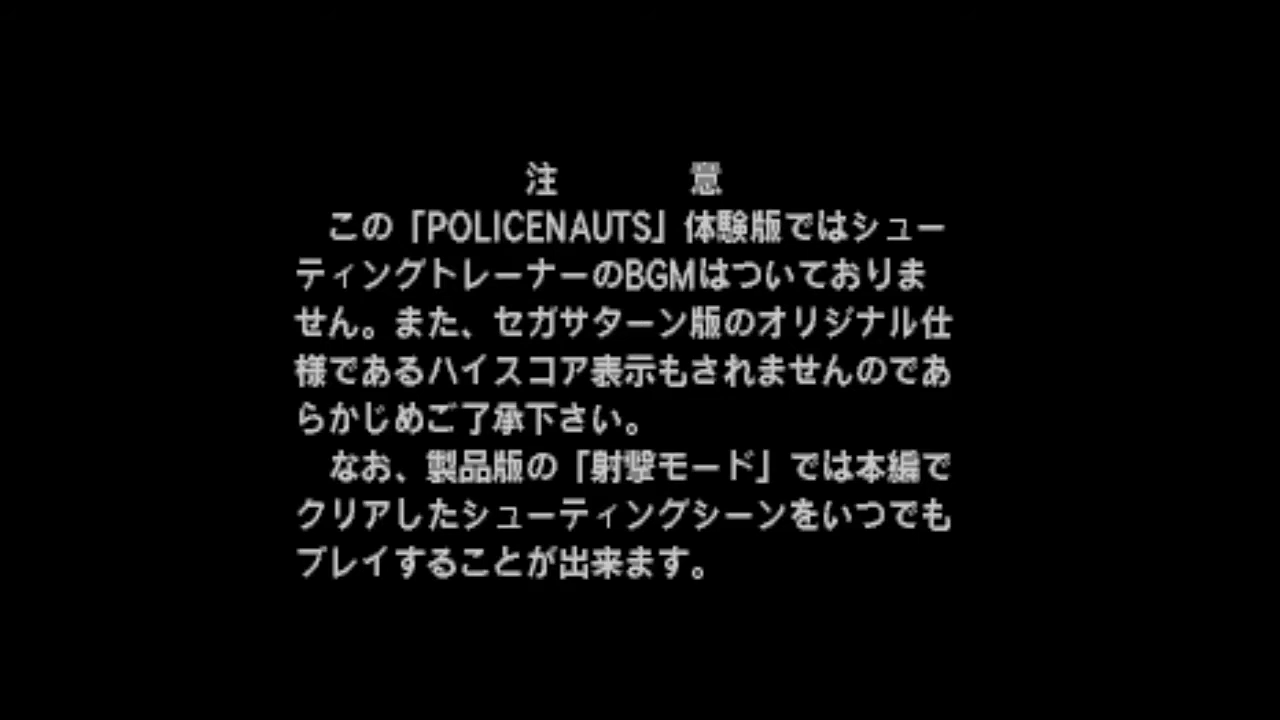 注　意
この「POLICENAUTS」体験版ではシュー
ティングトレーナーのBGMはついておりま
せん。また、セガサターン版のオリジナル仕
様であるハイスコア表示もされませんのであ
らかじめご了承下さい。
なお、製品版の「射撃モード」では本編で
クリアしたシューティングシーンをいつでも
プレイすることが出来ます。